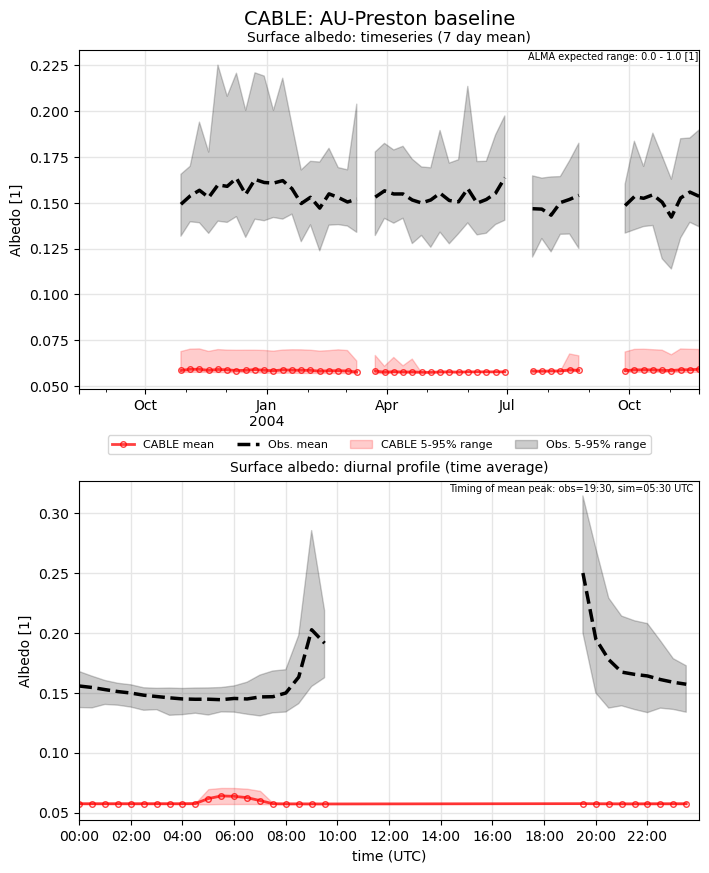 CABLE: AU-Preston baseline
Surface albedo: timeseries (7 day mean)
ALMA expected range: 0.0 - 1.0 [1]
Albedo [1]
0.225
0.200
0.175
0.150
0.125
0.100
0.075
0.050
Oct Jan Apr Jul Oct
2004
CABLE mean Obs. mean CABLE 5-95% range Obs. 5-95% range
Surface albedo: diurnal profile (time average)
Timing of mean peak: obs=19:30, sim=05:30 UTC
Albedo [1]
0.30
0.25
0.20
0.15
0.10
0.05
00:00 02:00 04:00 06:00 08:00 10:00 12:00 14:00 16:00 18:00 20:00 22:00
time (UTC)